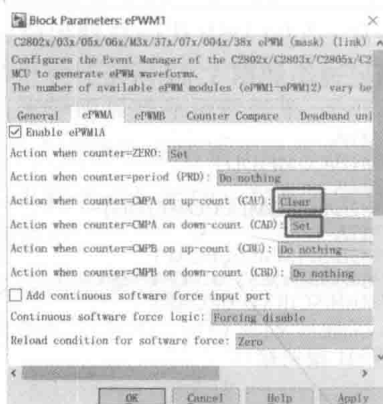 Block Parameters: ePWM1
C2802x/03x/05x/06x/M3x/37x/07x/004x/38x ePWM (mask) (link)
Configures the Event Manager of the C2802x/C2803x/C2805x/C2
MCU to generate ePWM waveforms.
The number of available ePWM modules (ePWM1-ePWM12) vary be
General ePWMA ePWMB Counter Compare Deadband uni
Enable ePWM1A
Action when counter=ZERO: Set
Action when counter=period (PRD): Do nothing
Action when counter=CMPA on up-count (CAU): Clear
Action when counter=CMPA on down-count (CAD): Set
Action when counter=CMPB on up-count (CBU): Do nothing
Action when counter=CMPB on down-count (CBD): Do nothing
Add continuous software force input port
Continuous software force logic: Forcing disable
Reload condition for software force: Zero
OK Cancel Help Apply